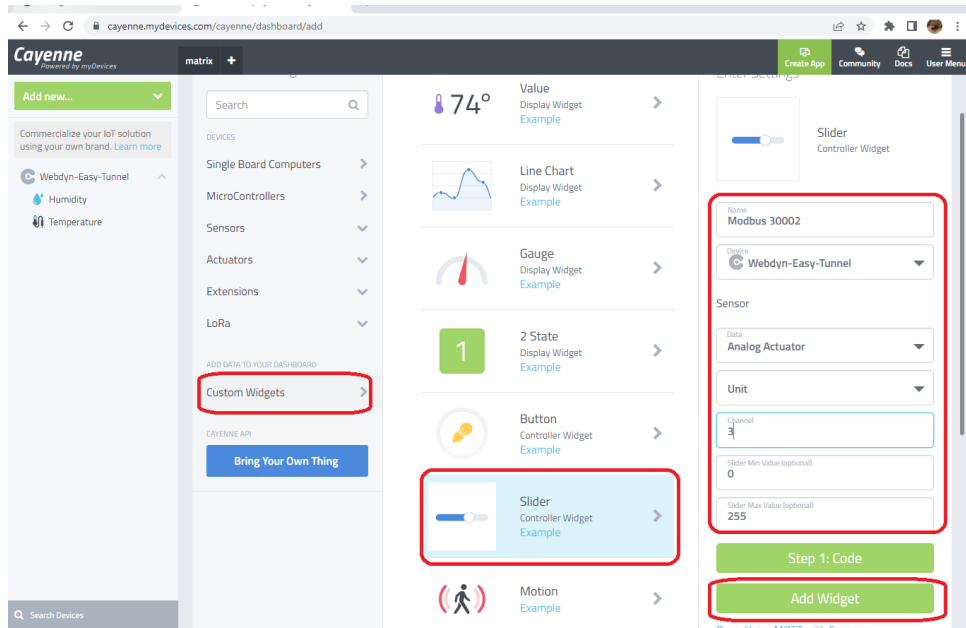 cayenne.mydevices.com/cayenne/dashboard/add
Cayenne
Powered by myDevices
matrix +
Create App
Community
Docs
User Menu
Add new...
Commercialize your IoT solution
using your own brand. Learn more
Webdyn-Easy-Tunnel
Humidity
Temperature
Search Devices
Search
DEVICES
Single Board Computers
MicroControllers
Sensors
Actuators
Extensions
LoRa
ADD DATA TO YOUR DASHBOARD
Custom Widgets
CAYENNE API
Bring Your Own Thing
74°
Value
Display Widget
Example
Line Chart
Display Widget
Example
Gauge
Display Widget
Example
1
2 State
Display Widget
Example
Button
Controller Widget
Example
Slider
Controller Widget
Example
Motion
Example
Enter Settings
Slider
Controller Widget
Name
Modbus 30002
Device
Webdyn-Easy-Tunnel
Sensor
Data
Analog Actuator
Unit
Channel
3
Slider Min Value (optional)
0
Slider Max Value (optional)
255
Step 1: Code
Add Widget